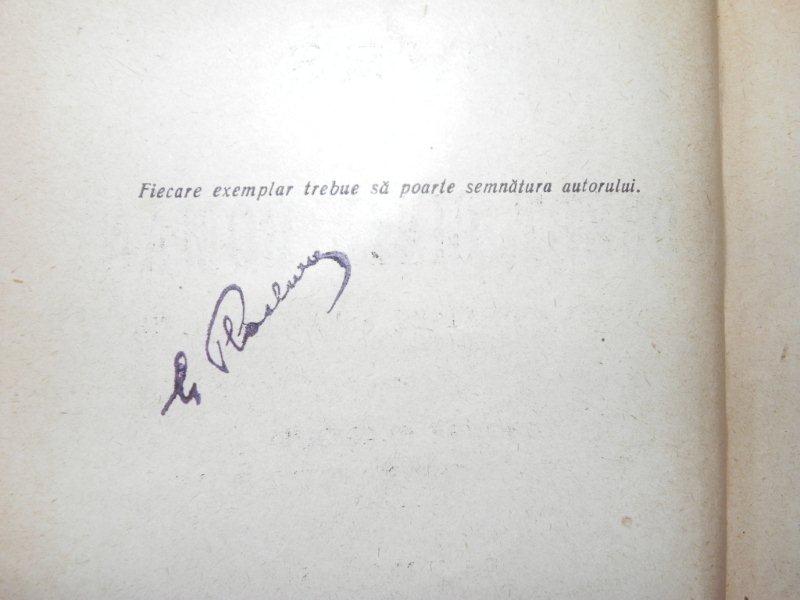 Fiecare exemplar trebue să poarte semnătura autorului.